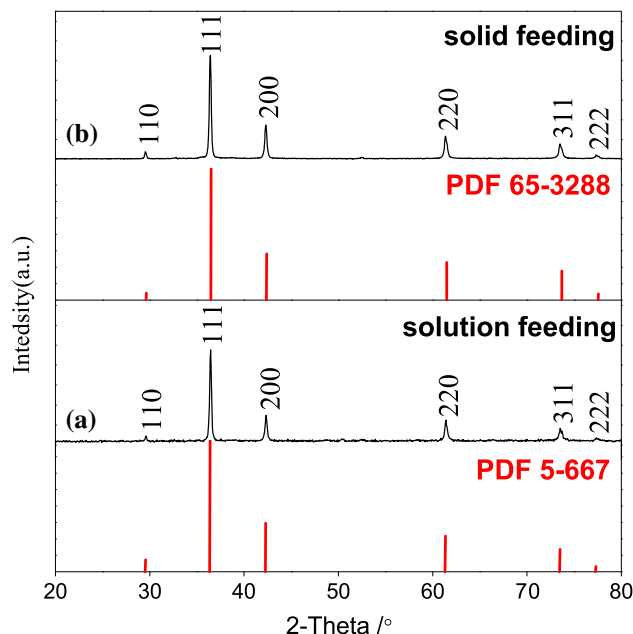 solid feeding
(b)
110
111
200
220
311
222
PDF 65-3288
Intedsity(a.u.)
solution feeding
(a)
110
111
200
220
311
222
PDF 5-667
20 30 40 50 60 70 80
2-Theta /°